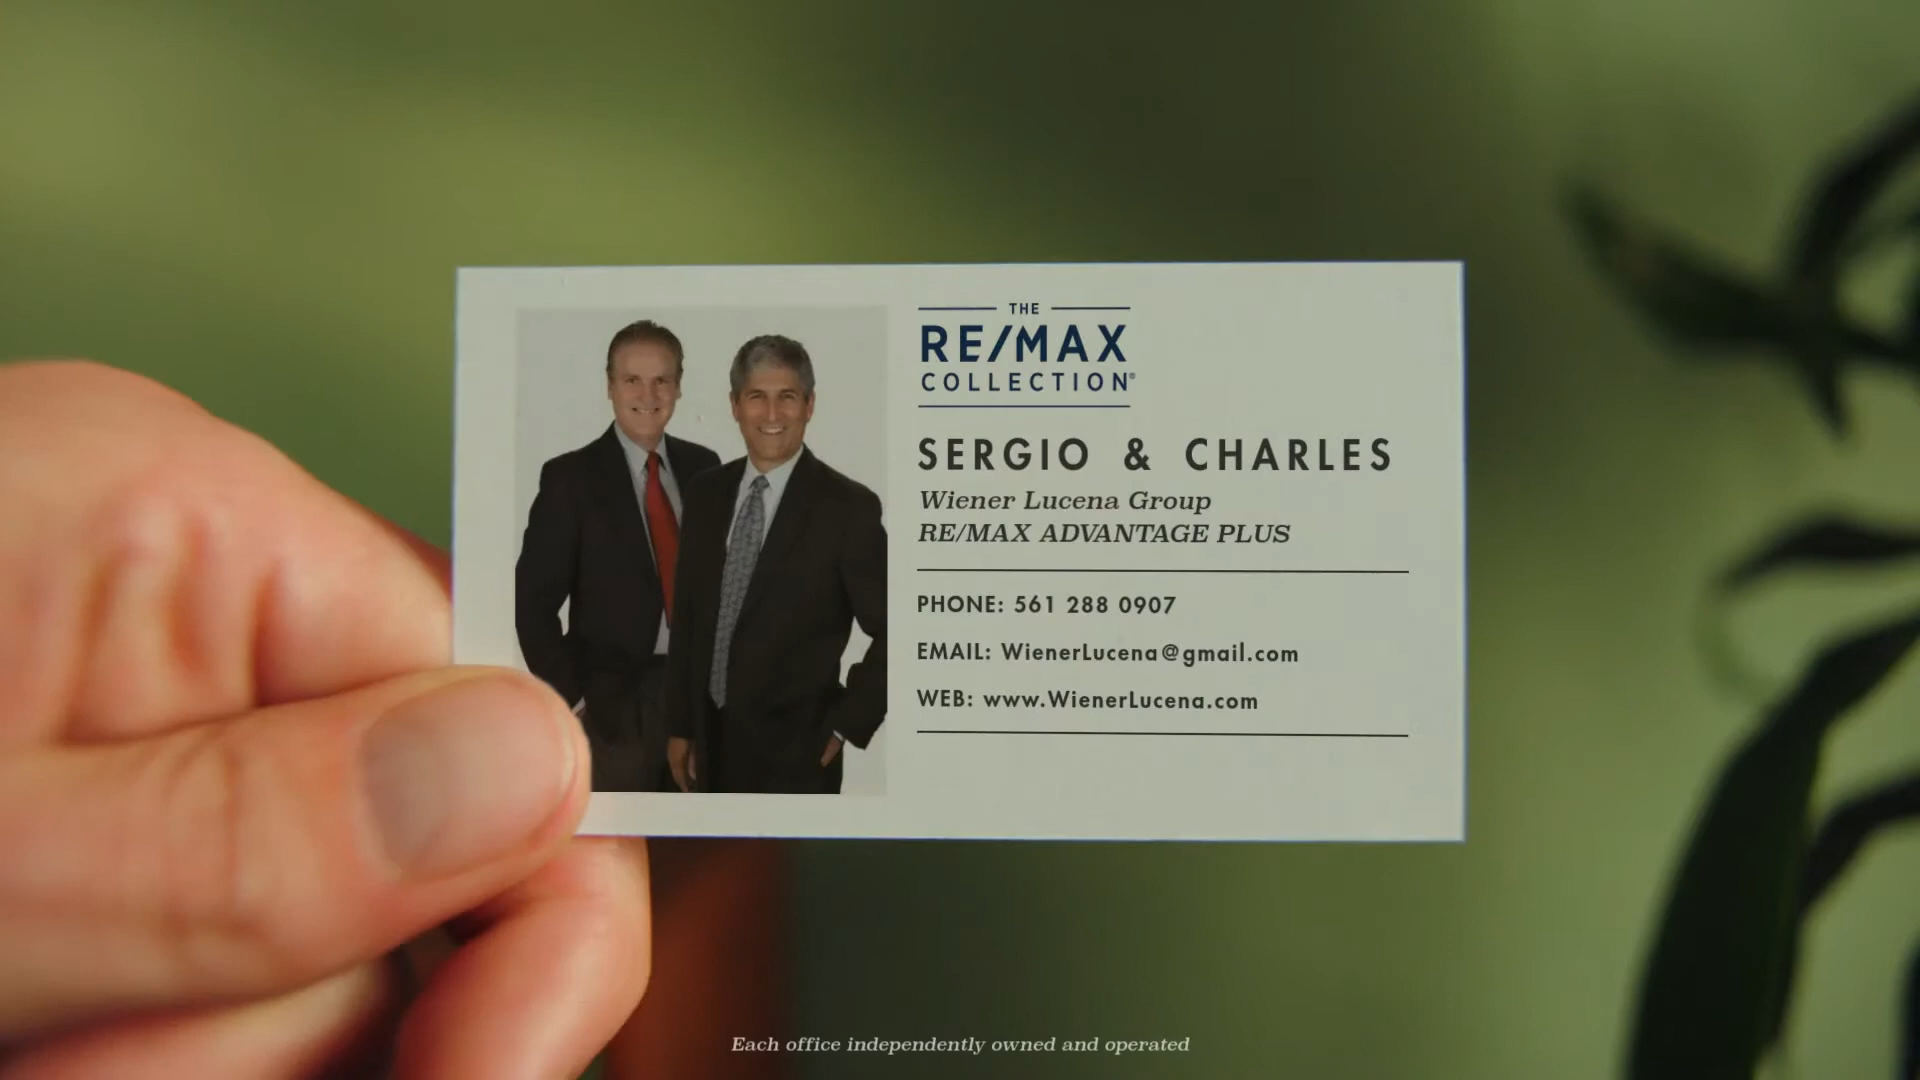 THE
RE/MAX
COLLECTION®
SERGIO & CHARLES
Wiener Lucena Group
RE/MAX ADVANTAGE PLUS
PHONE: 561 288 0907
EMAIL: WienerLucena@gmail.com
WEB: www.WienerLucena.com
Each office independently owned and operated